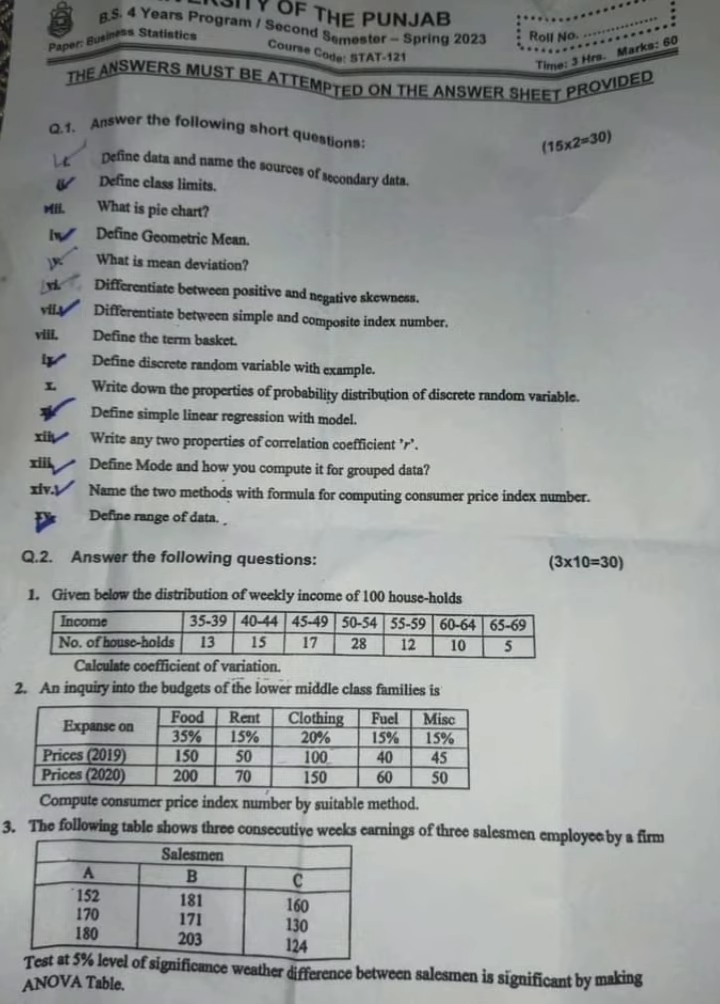 OF THE PUNJAB
B.S. 4 Years Program / Second Semester – Spring 2023
Paper: Business Statistics
Course Code: STAT-121
Roll No. ..................
Time: 3 Hrs. Marks: 60
THE ANSWERS MUST BE ATTEMPTED ON THE ANSWER SHEET PROVIDED
Q.1. Answer the following short questions: (15x2=30)
Define data and name the sources of secondary data.
Define class limits.
iii. What is pie chart?
iv Define Geometric Mean.
v. What is mean deviation?
vi. Differentiate between positive and negative skewness.
vii. Differentiate between simple and composite index number.
viii. Define the term basket.
ix Define discrete random variable with example.
x. Write down the properties of probability distribution of discrete random variable.
Define simple linear regression with model.
xii Write any two properties of correlation coefficient 'r'.
xiii. Define Mode and how you compute it for grouped data?
xiv. Name the two methods with formula for computing consumer price index number.
Define range of data. .
Q.2. Answer the following questions: (3x10=30)
1. Given below the distribution of weekly income of 100 house-holds
Income 35-39 40-44 45-49 50-54 55-59 60-64 65-69
No. of house-holds 13 15 17 28 12 10 5
Calculate coefficient of variation.
2. An inquiry into the budgets of the lower middle class families is
Expanse on Food Rent Clothing Fuel Misc
35% 15% 20% 15% 15%
Prices (2019) 150 50 100 40 45
Prices (2020) 200 70 150 60 50
Compute consumer price index number by suitable method.
3. The following table shows three consecutive weeks earnings of three salesmen employee by a firm
Salesmen
A B C
152 181 160
170 171 130
180 203 124
Test at 5% level of significance weather difference between salesmen is significant by making
ANOVA Table.